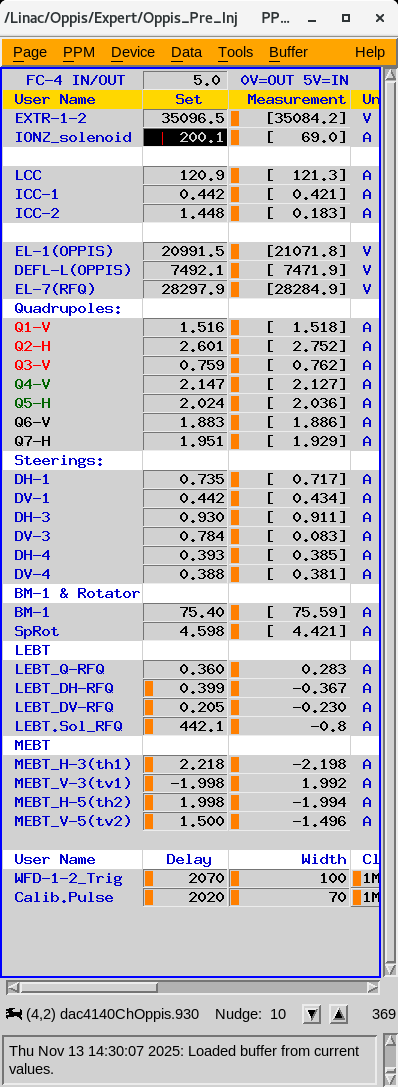 /Linac/Oppis/Expert/Oppis_Pre_Inj PP...
Page PPM Device Data Tools Buffer Help
FC-4 IN/OUT 5.0 0V=OUT 5V=IN
User Name Set Measurement Un
EXTR-1-2 35096.5 [35084.2] V
IONZ_solenoid 200.1 [ 69.0] A
LCC 120.9 [ 121.3] A
ICC-1 0.442 [ 0.421] A
ICC-2 1.448 [ 0.183] A
EL-1(OPPIS) 20991.5 [21071.8] V
DEFL-L(OPPIS) 7492.1 [ 7471.9] V
EL-7(RFQ) 28297.9 [28284.9] V
Quadrupoles:
Q1-V 1.516 [ 1.518] A
Q2-H 2.601 [ 2.752] A
Q3-V 0.759 [ 0.762] A
Q4-V 2.147 [ 2.127] A
Q5-H 2.024 [ 2.036] A
Q6-V 1.883 [ 1.886] A
Q7-H 1.951 [ 1.929] A
Steerings:
DH-1 0.735 [ 0.717] A
DV-1 0.442 [ 0.434] A
DH-3 0.930 [ 0.911] A
DV-3 0.784 [ 0.083] A
DH-4 0.393 [ 0.385] A
DV-4 0.388 [ 0.381] A
BM-1 & Rotator
BM-1 75.40 [ 75.59] A
SpRot 4.598 [ 4.421] A
LEBT
LEBT_Q-RFQ 0.360 0.283 A
LEBT_DH-RFQ 0.399 -0.367 A
LEBT_DV-RFQ 0.205 -0.230 A
LEBT.Sol_RFQ 442.1 -0.8 A
MEBT
MEBT_H-3(th1) 2.218 -2.198 A
MEBT_V-3(tv1) -1.998 1.992 A
MEBT_H-5(th2) 1.998 -1.994 A
MEBT_V-5(tv2) 1.500 -1.496 A
User Name Delay Width Cl
WFD-1-2_Trig 2070 100 1M
Calib.Pulse 2020 70 1M
(4,2) dac4140ChOppis.930 Nudge: 10 369
Thu Nov 13 14:30:07 2025: Loaded buffer from current
values.